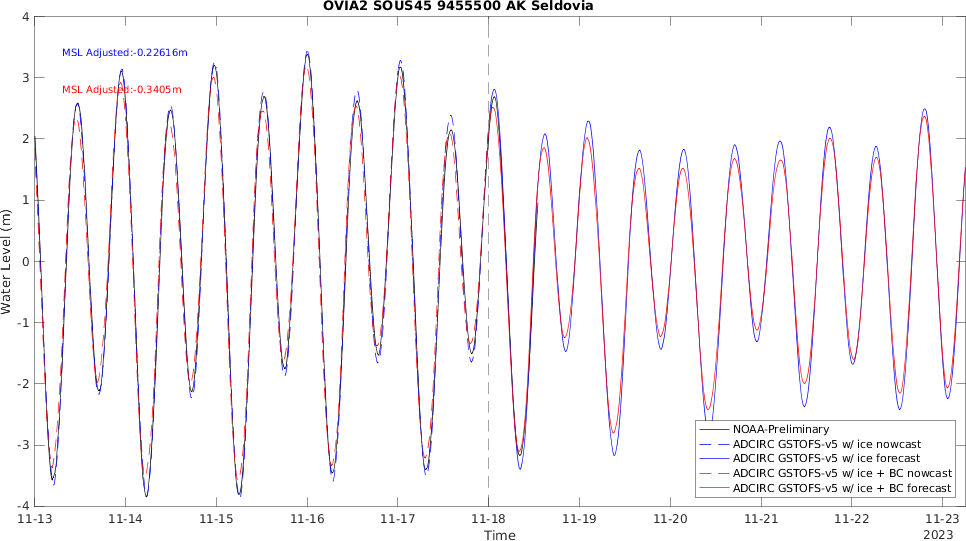 OVIA2 SOUS45 9455500 AK Seldovia
MSL Adjusted:-0.22616m
MSL Adjusted:-0.3405m
Water Level (m)
4
3
2
1
0
-1
-2
-3
-4
NOAA-Preliminary
ADCIRC GSTOFS-v5 w/ ice nowcast
ADCIRC GSTOFS-v5 w/ ice forecast
ADCIRC GSTOFS-v5 w/ ice + BC nowcast
ADCIRC GSTOFS-v5 w/ ice + BC forecast
11-13 11-14 11-15 11-16 11-17 11-18 11-19 11-20 11-21 11-22 11-23
Time
2023